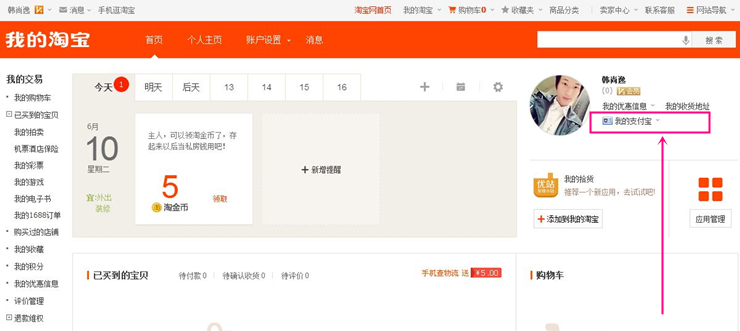 韩尚逸 消息 手机逛淘宝 淘宝网首页 我的淘宝 购物车0 收藏夹 商品分类 卖家中心 联系客服 网站导航
我的淘宝 首页 个人主页 账户设置 消息 搜 索
我的交易
我的购物车
已买到的宝贝
我的拍卖
机票酒店保险
我的彩票
我的游戏
我的电子书
我的1688订单
购买过的店铺
我的收藏
我的积分
我的优惠信息
评价管理
退款维权
今天 1 明天 后天 13 14 15 16
6月
10
星期二
宜:外出
装修
主人，可以领淘金币了，存
起来以后当私房钱用吧！
5
淘金币 领取
+ 新增提醒
韩尚逸
(0)
我的优惠信息 我的收货地址
我的支付宝
优站
我的拾货
推荐一个新应用，去试试吧!
+ 添加到我的淘宝
应用管理
已买到的宝贝 待付款 0 待确认收货 0 待评价 0 手机查物流 送 ¥5.00
购物车